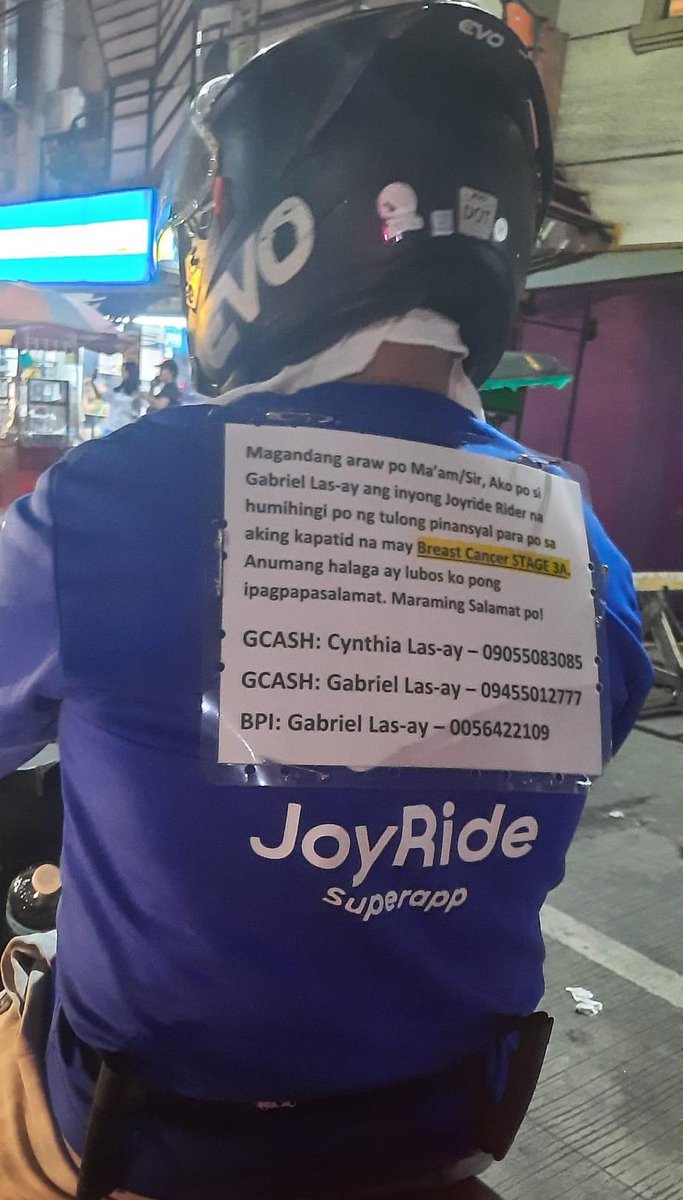 EVO
DOT
EVO
Magandang araw po Ma'am/Sir, Ako po si
Gabriel Las-ay ang inyong Joyride Rider na
humihingi po ng tulong pinansyal para po sa
aking kapatid na may Breast Cancer STAGE 3A.
Anumang halaga ay lubos ko pong
ipagpapasalamat. Maraming Salamat po!
GCASH: Cynthia Las-ay – 09055083085
GCASH: Gabriel Las-ay – 09455012777
BPI: Gabriel Las-ay – 0056422109
JoyRide
superapp